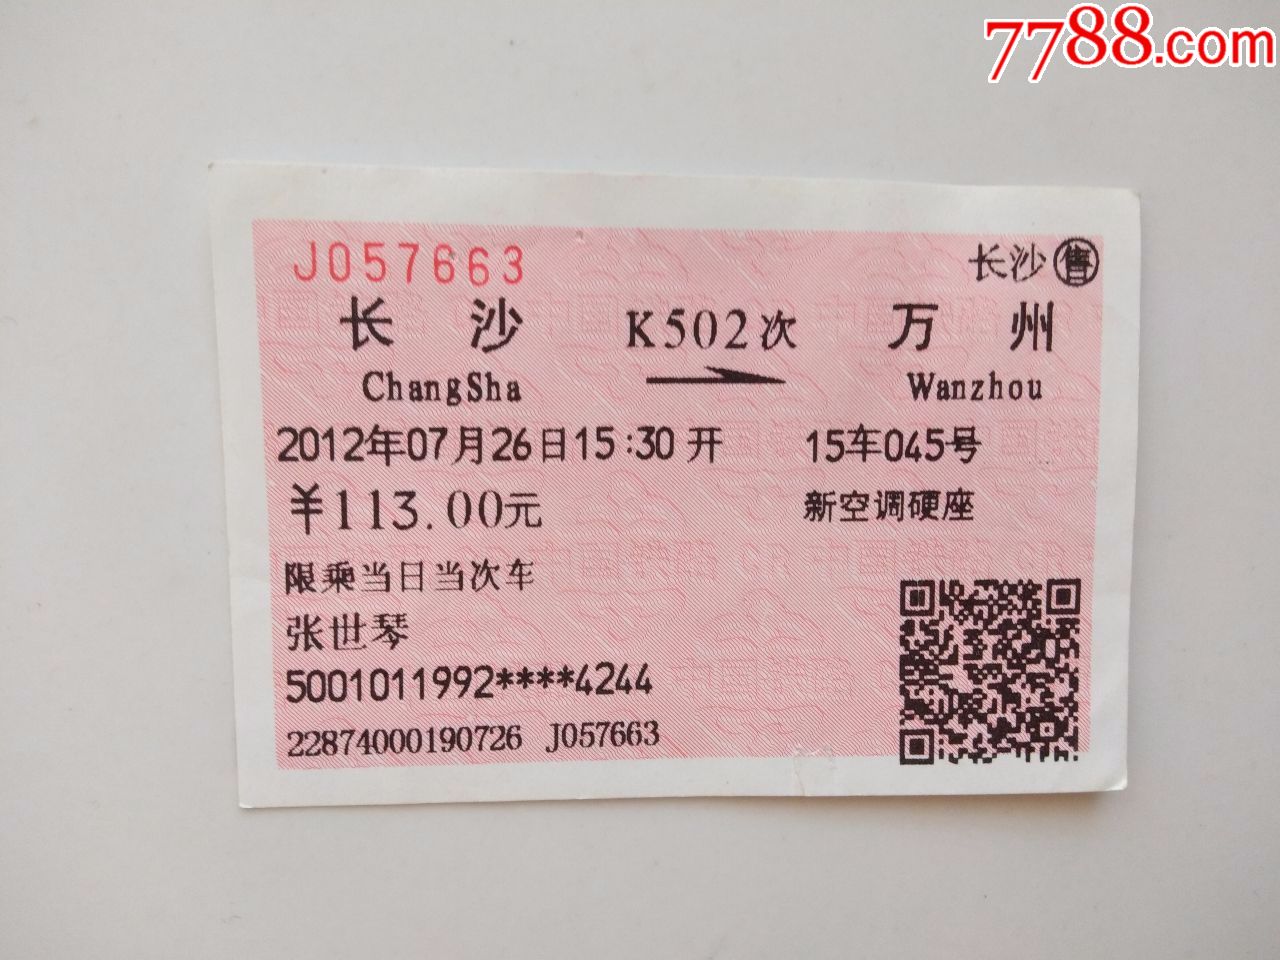 7788.com
J057663 长沙售
长沙 K502次 万州
ChangSha Wanzhou
2012年07月26日15:30开 15车045号
¥113.00元 新空调硬座
限乘当日当次车
张世琴
5001011992****4244
22874000190726 J057663